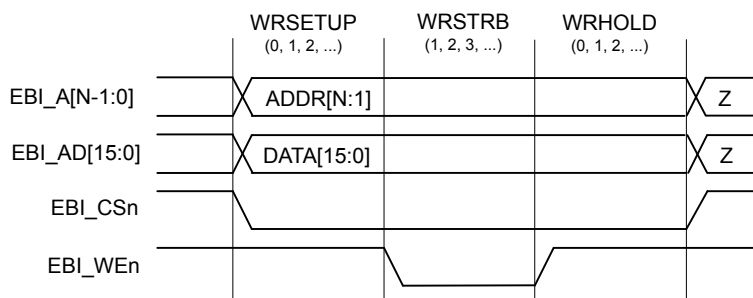 WRSETUP WRSTRB WRHOLD
(0, 1, 2, ...) (1, 2, 3, ...) (0, 1, 2, ...)
EBI_A[N-1:0] ADDR[N:1] Z
EBI_AD[15:0] DATA[15:0] Z
EBI_CSn
EBI_WEn